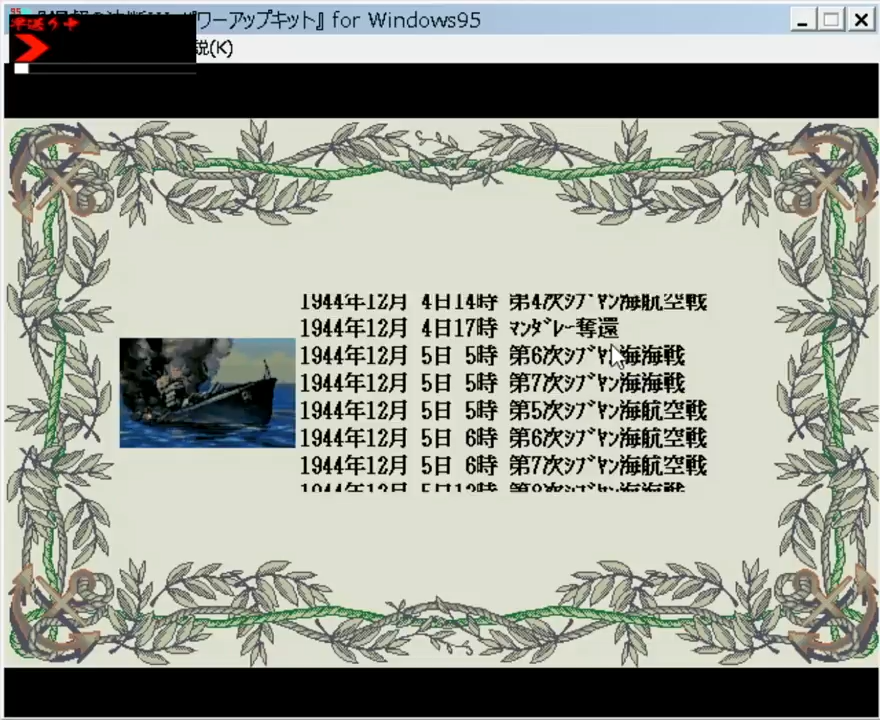 95
早送り中
パワーアップキット』 for Windows95
説(K)
1944年12月 4日14時 第4次ｼﾌﾞﾔﾝ海航空戦
1944年12月 4日17時 ﾏﾝﾀﾞﾚｰ奪還
1944年12月 5日 5時 第6次ｼﾌﾞﾔﾝ海海戦
1944年12月 5日 5時 第7次ｼﾌﾞﾔﾝ海海戦
1944年12月 5日 5時 第5次ｼﾌﾞﾔﾝ海航空戦
1944年12月 5日 6時 第6次ｼﾌﾞﾔﾝ海航空戦
1944年12月 5日 6時 第7次ｼﾌﾞﾔﾝ海航空戦